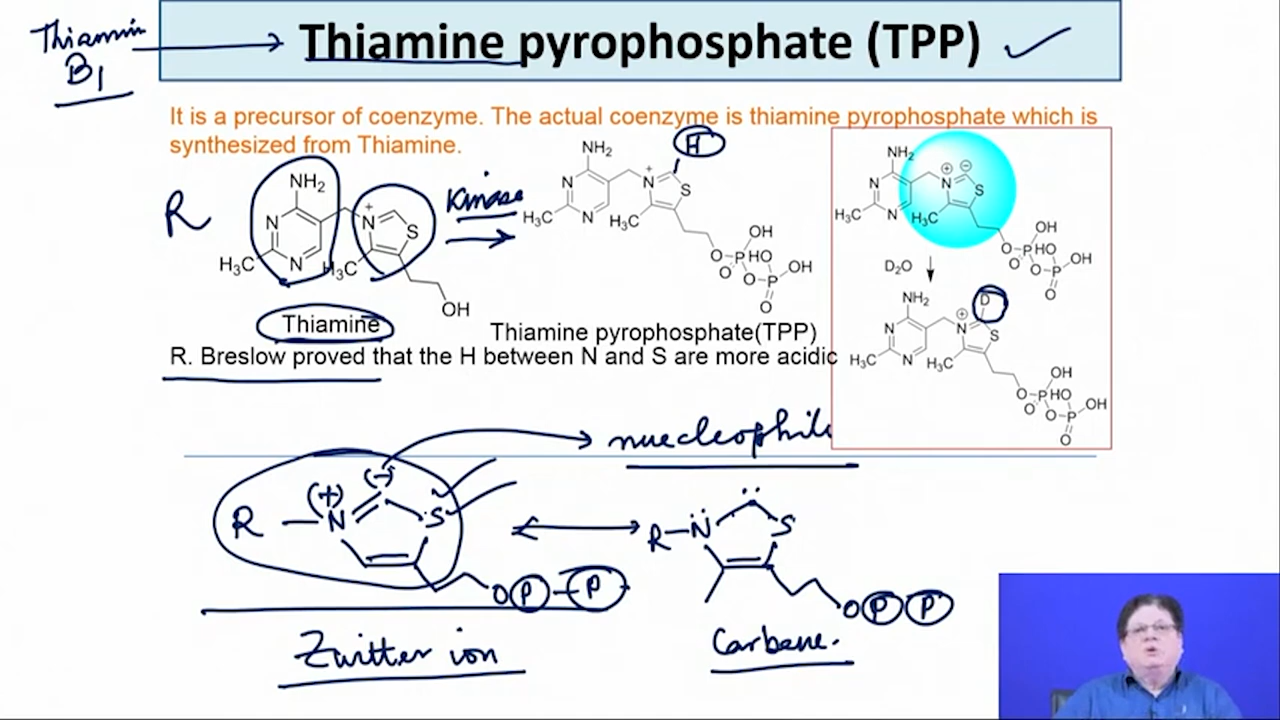 Thiamin
B1
Thiamine pyrophosphate (TPP)
It is a precursor of coenzyme. The actual coenzyme is thiamine pyrophosphate which is
synthesized from Thiamine.
R
NH2
N
N
H3C
N
+
S
H3C
OH
Thiamine
Kinase
NH2
N
N
H3C
H
N
+
S
H3C
O
P
OH
HO
O
O
P
OH
O
Thiamine pyrophosphate(TPP)
R. Breslow proved that the H between N and S are more acidic
NH2
N
N
H3C
N
+
−
S
H3C
O
P
OH
HO
O
O
P
OH
O
D2O
NH2
N
N
H3C
D
N
+
S
H3C
O
P
OH
HO
O
O
P
OH
O
nucleophile
R
N
(+)
(-)
S
O
P
P
Zwitter ion
R
N
S
O
P
P
Carbene.